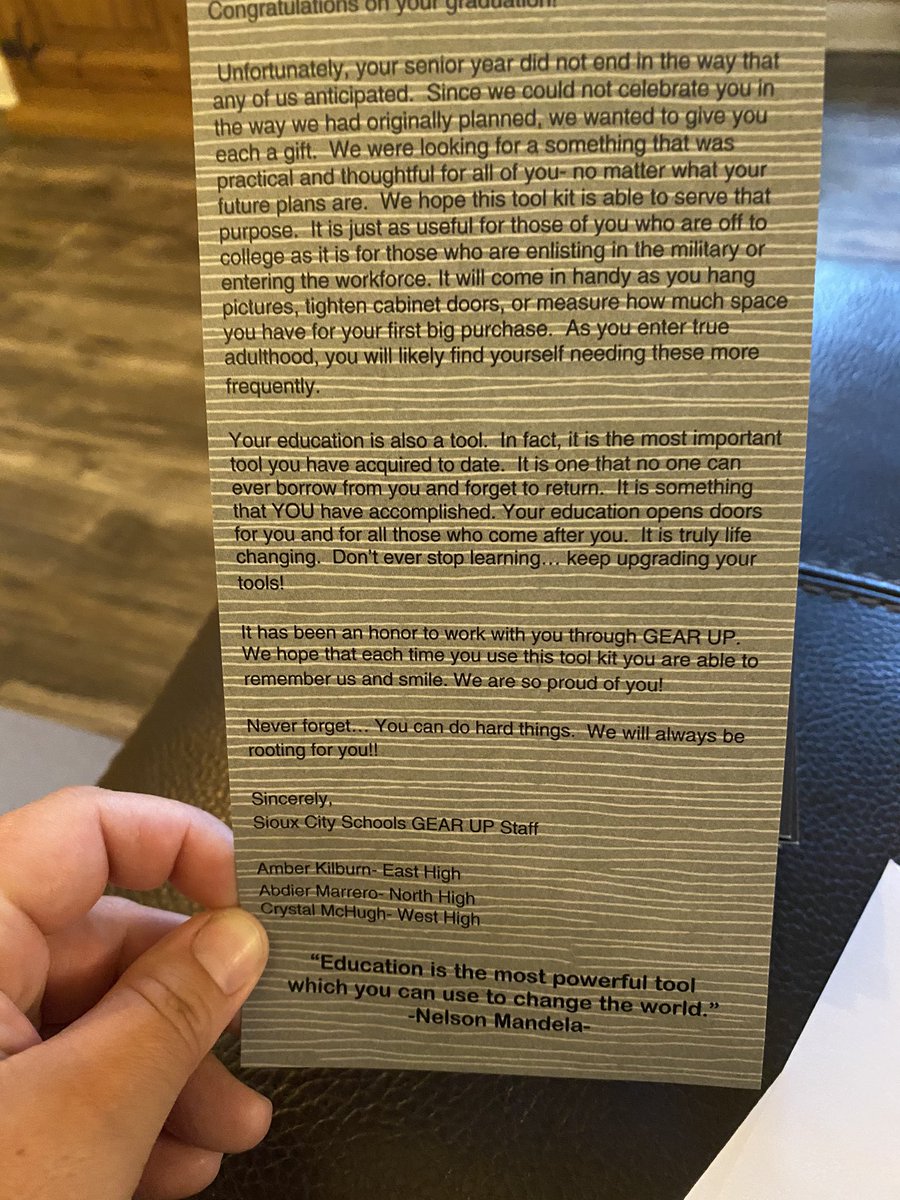 Congratulations on your graduation!
Unfortunately, your senior year did not end in the way that
any of us anticipated. Since we could not celebrate you in
the way we had originally planned, we wanted to give you
each a gift. We were looking for a something that was
practical and thoughtful for all of you- no matter what your
future plans are. We hope this tool kit is able to serve that
purpose. It is just as useful for those of you who are off to
college as it is for those who are enlisting in the military or
entering the workforce. It will come in handy as you hang
pictures, tighten cabinet doors, or measure how much space
you have for your first big purchase. As you enter true
adulthood, you will likely find yourself needing these more
frequently.
Your education is also a tool. In fact, it is the most important
tool you have acquired to date. It is one that no one can
ever borrow from you and forget to return. It is something
that YOU have accomplished. Your education opens doors
for you and for all those who come after you. It is truly life
changing. Don't ever stop learning... keep upgrading your
tools!
It has been an honor to work with you through GEAR UP.
We hope that each time you use this tool kit you are able to
remember us and smile. We are so proud of you!
Never forget... You can do hard things. We will always be
rooting for you!!
Sincerely,
Sioux City Schools GEAR UP Staff
Amber Kilburn- East High
Abdier Marrero- North High
Crystal McHugh- West High
“Education is the most powerful tool
which you can use to change the world.”
-Nelson Mandela-